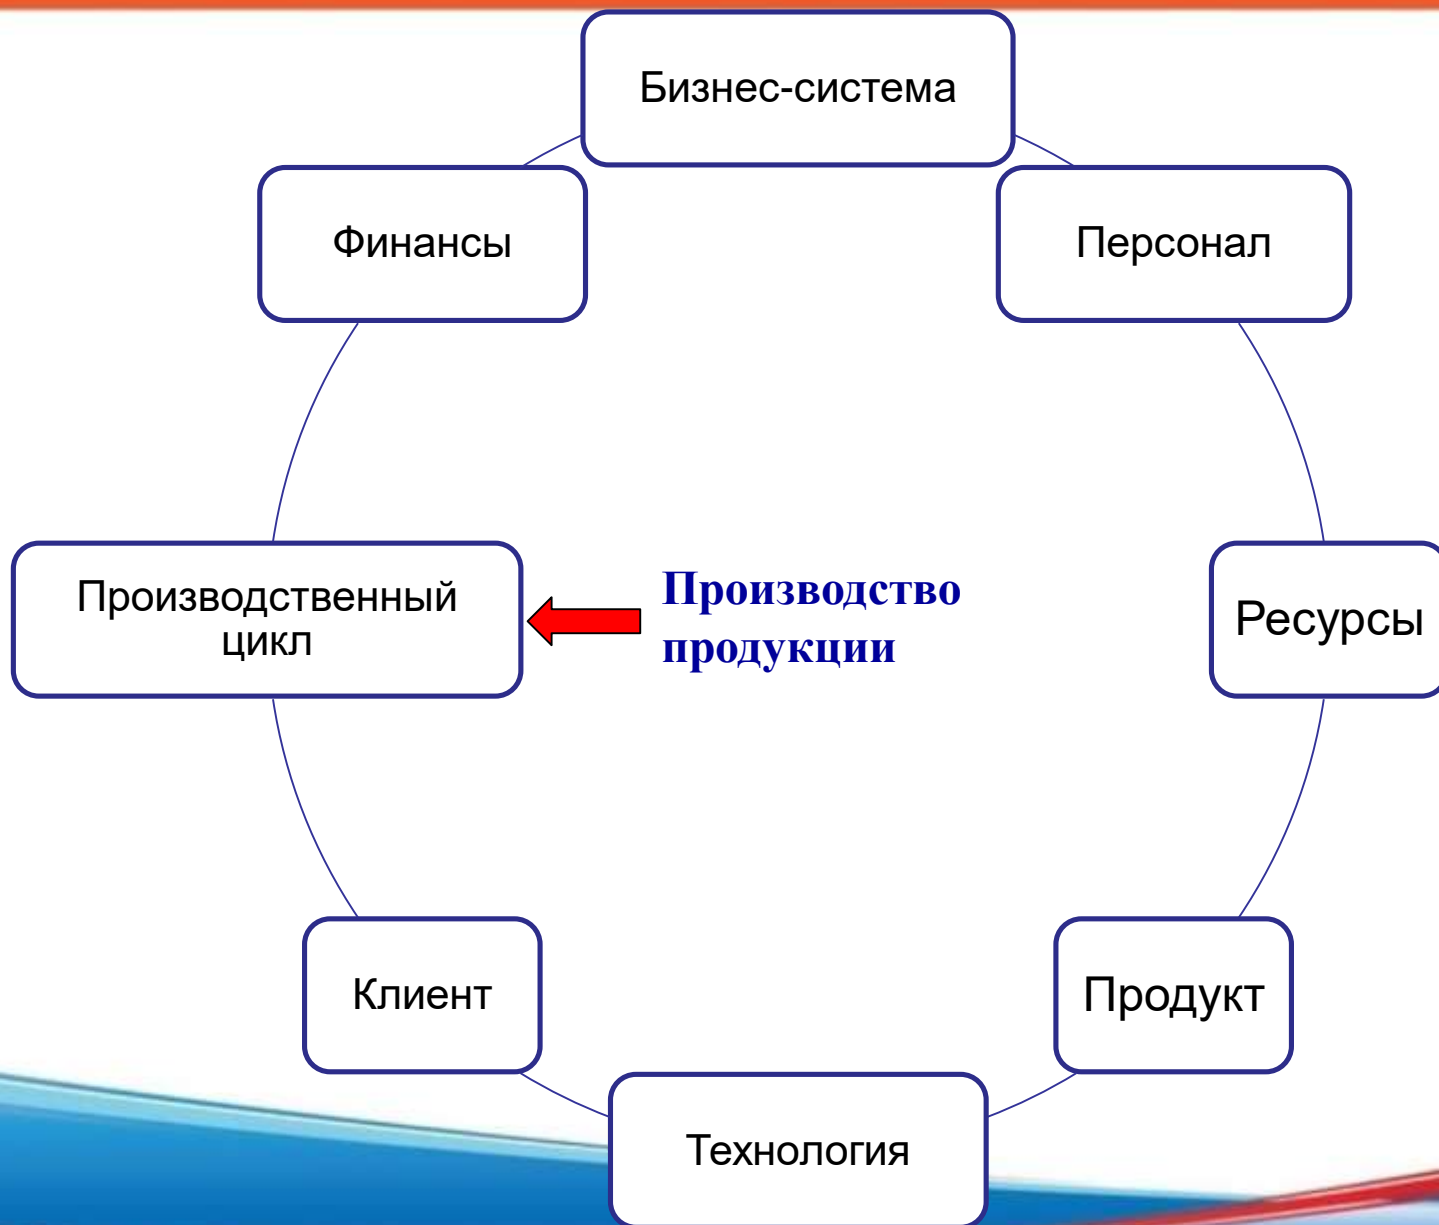 Бизнес-система
Финансы
Персонал
Производственный
цикл
Производство
продукции
Ресурсы
Клиент
Продукт
Технология